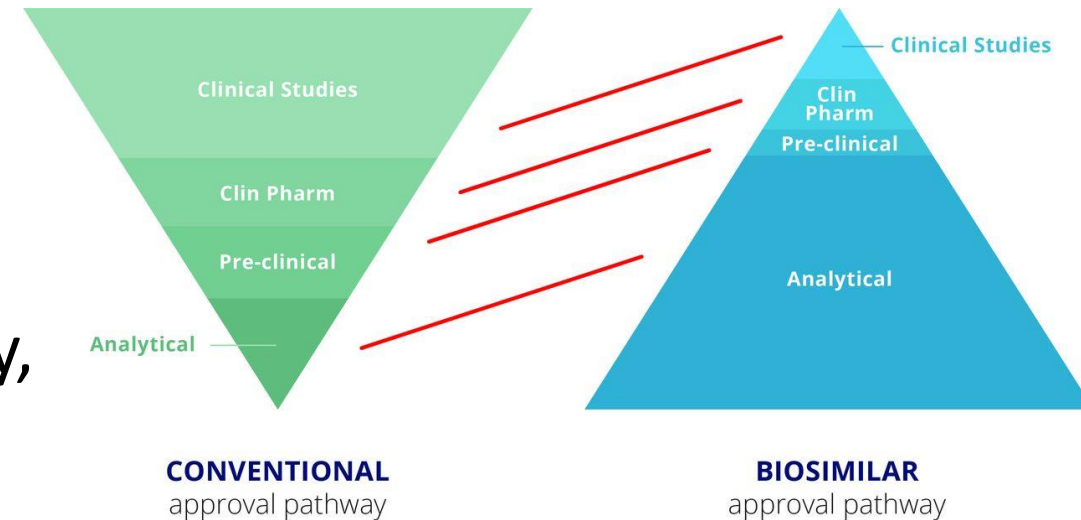 Clinical Studies
Clin Pharm
Pre-clinical
Analytical
y,
CONVENTIONAL
approval pathway
Clinical Studies
Clin
Pharm
Pre-clinical
Analytical
BIOSIMILAR
approval pathway